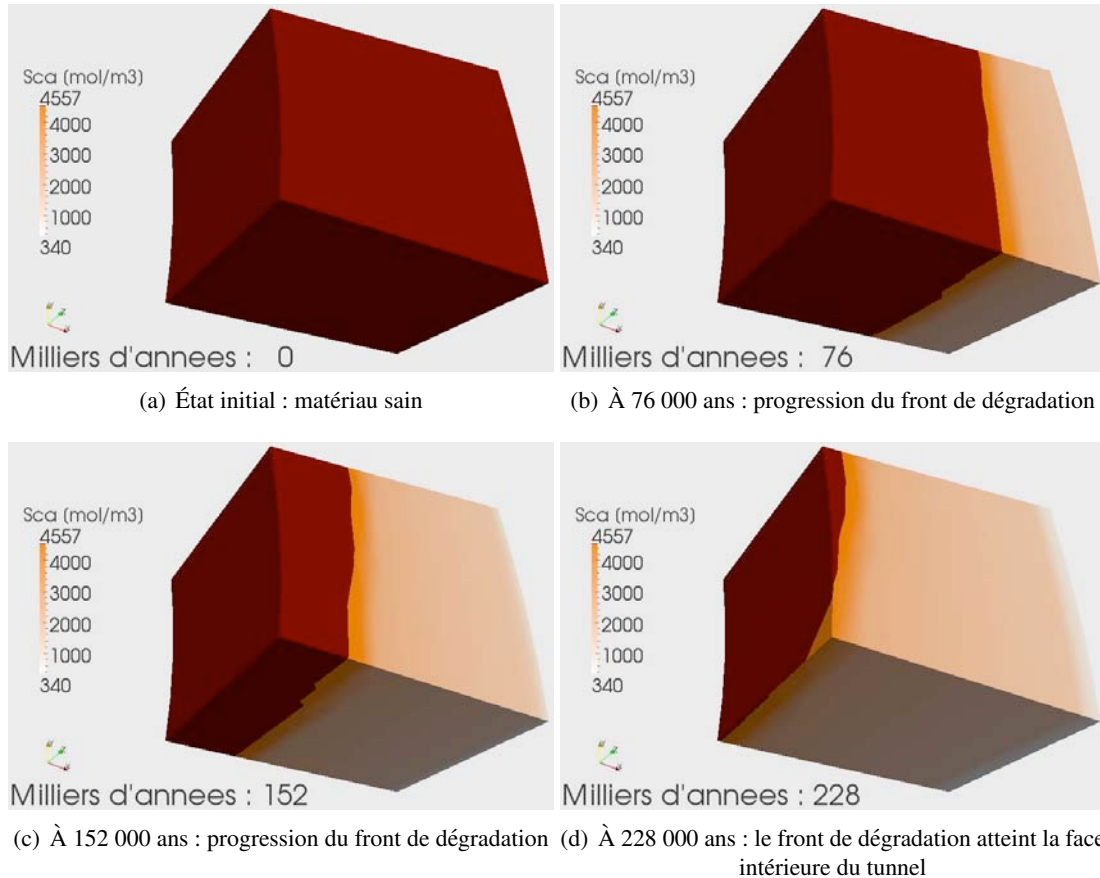 Sca (mol/m3)
4557
4000
3000
2000
1000
340
Milliers d'annees : 0
(a) État initial : matériau sain
Sca (mol/m3)
4557
4000
3000
2000
1000
340
Milliers d'annees : 76
(b) À 76 000 ans : progression du front de dégradation
Sca (mol/m3)
4557
4000
3000
2000
1000
340
Milliers d'annees : 152
(c) À 152 000 ans : progression du front de dégradation
Sca (mol/m3)
4557
4000
3000
2000
1000
340
Milliers d'annees : 228
(d) À 228 000 ans : le front de dégradation atteint la face
intérieure du tunnel